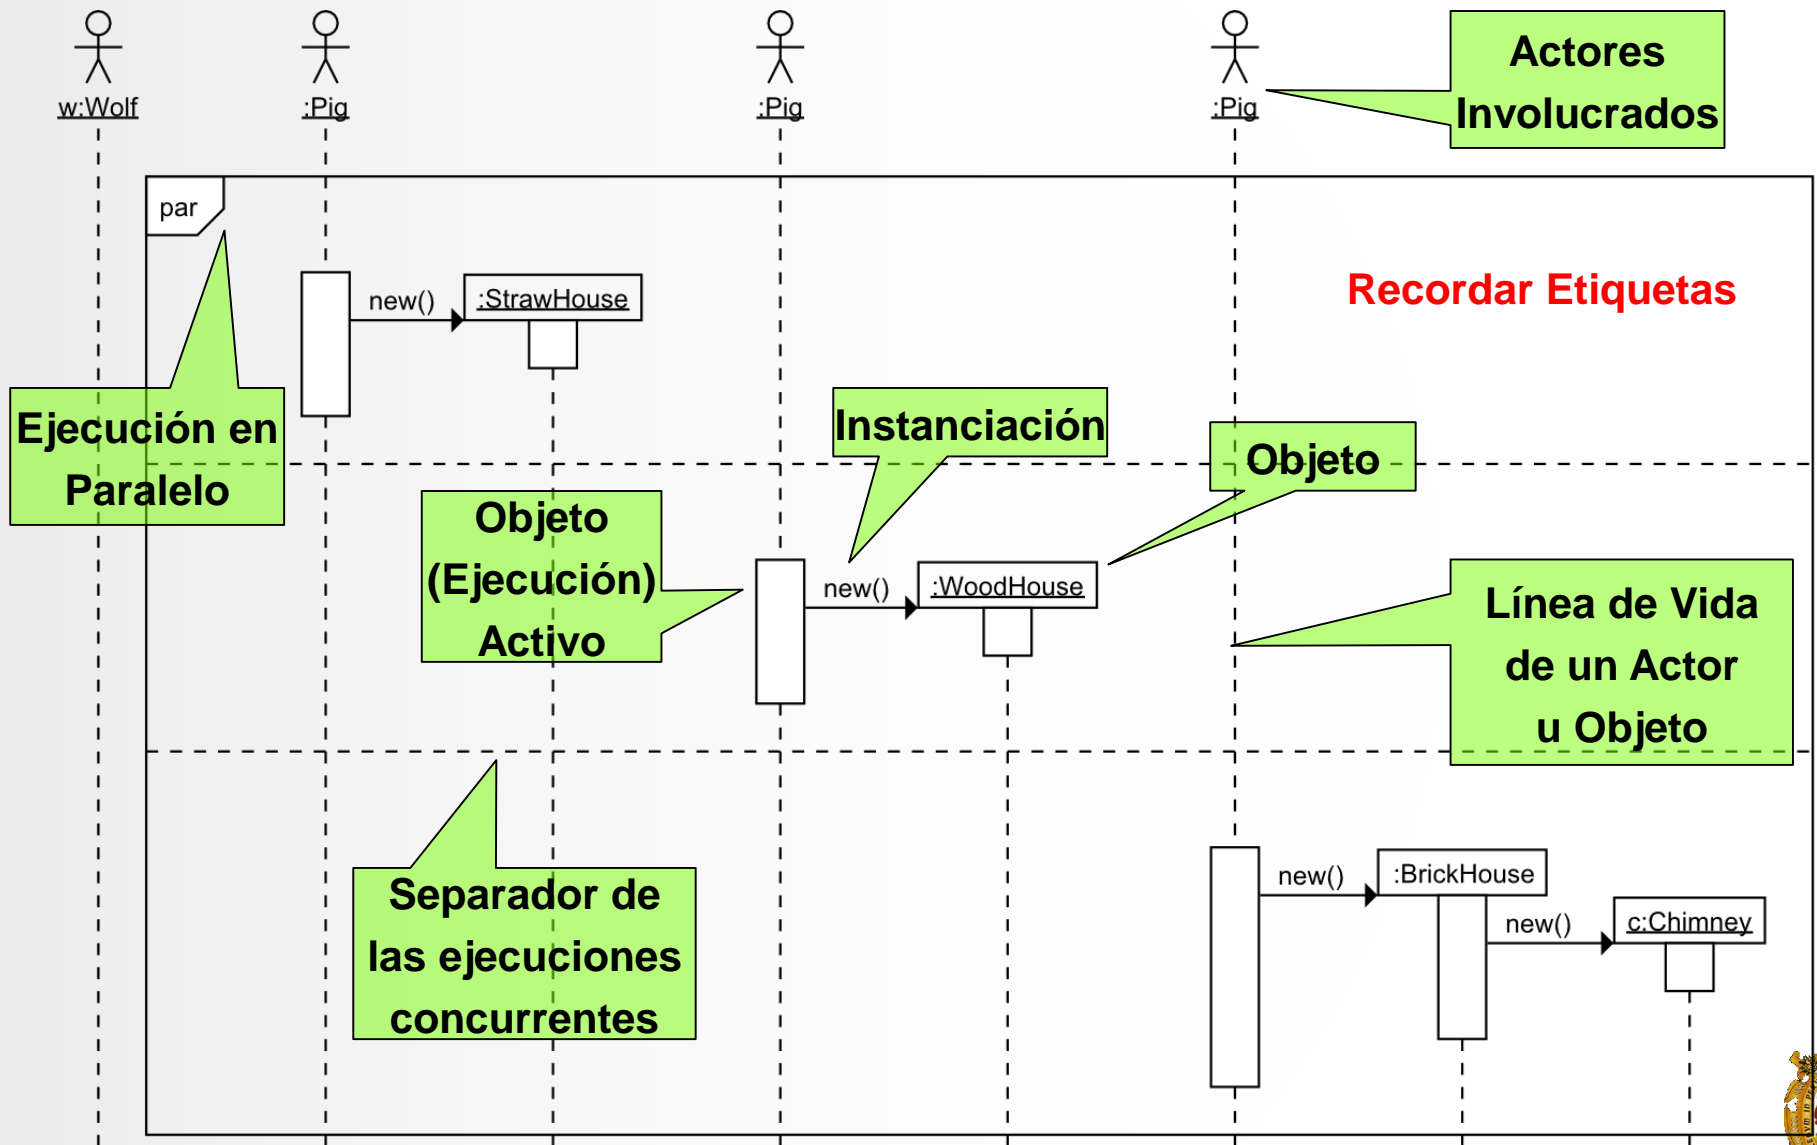 w:Wolf
:Pig
:Pig
:Pig
Actores
Involucrados
par
new()
:StrawHouse
Recordar Etiquetas
Ejecución en
Paralelo
Instanciación
Objeto
Objeto
(Ejecución)
Activo
new()
:WoodHouse
Línea de Vida
de un Actor
u Objeto
Separador de
las ejecuciones
concurrentes
new()
:BrickHouse
new()
c:Chimney